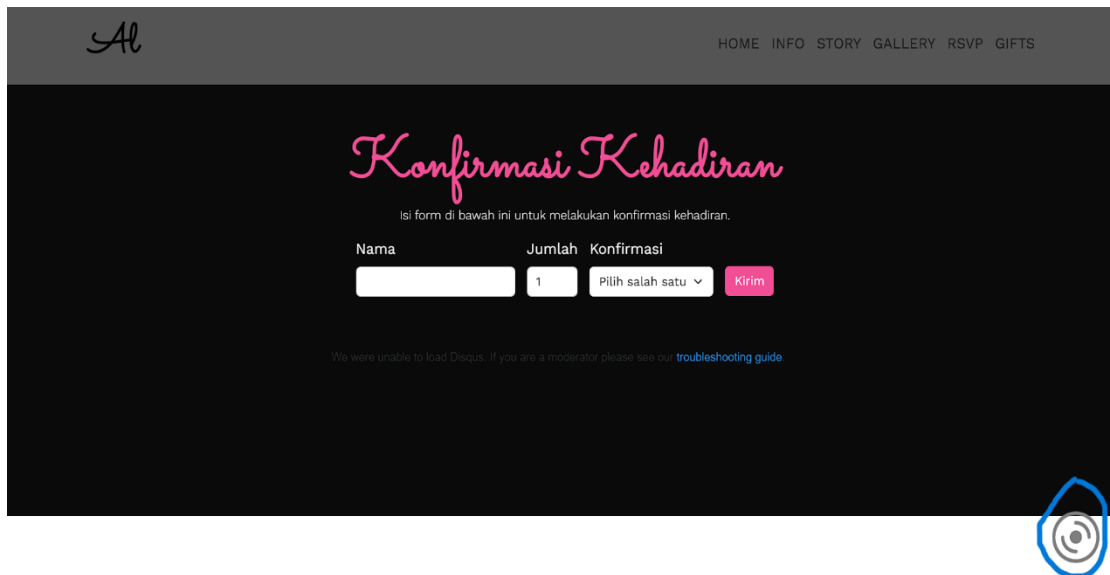 Al
HOME INFO STORY GALLERY RSVP GIFTS
Konfirmasi Kehadiran
Isi form di bawah ini untuk melakukan konfirmasi kehadiran.
Nama Jumlah Konfirmasi
1 Pilih salah satu Kirim
We were unable to load Disqus. If you are a moderator please see our troubleshooting guide